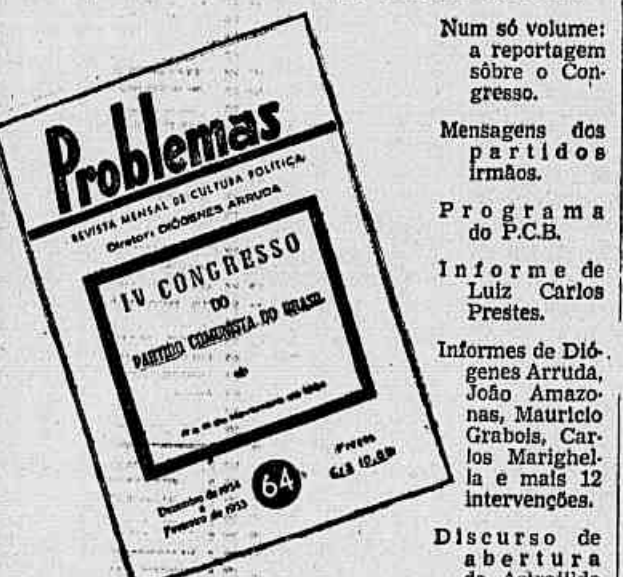 Problemas
REVISTA MENSAL DE CULTURA POLÍTICA
Diretor: DIÓGENES ARRUDA
IV CONGRESSO
DO
PARTIDO COMUNISTA DO BRASIL
de Novembro de
Dezembro de 1954
Fevereiro de 1955
64
Preço
Cr$ 10,00
Num só volume:
a reportagem
sôbre o Con-
gresso.
Mensagens dos
partidos
irmãos.
Programa
do P.C.B.
Informe de
Luiz Carlos
Prestes.
Informes de Dió-
genes Arruda,
João Amazo-
nas, Mauricio
Grabois, Car-
los Marighel-
la e mais 12
intervenções.
Discurso de
abertura